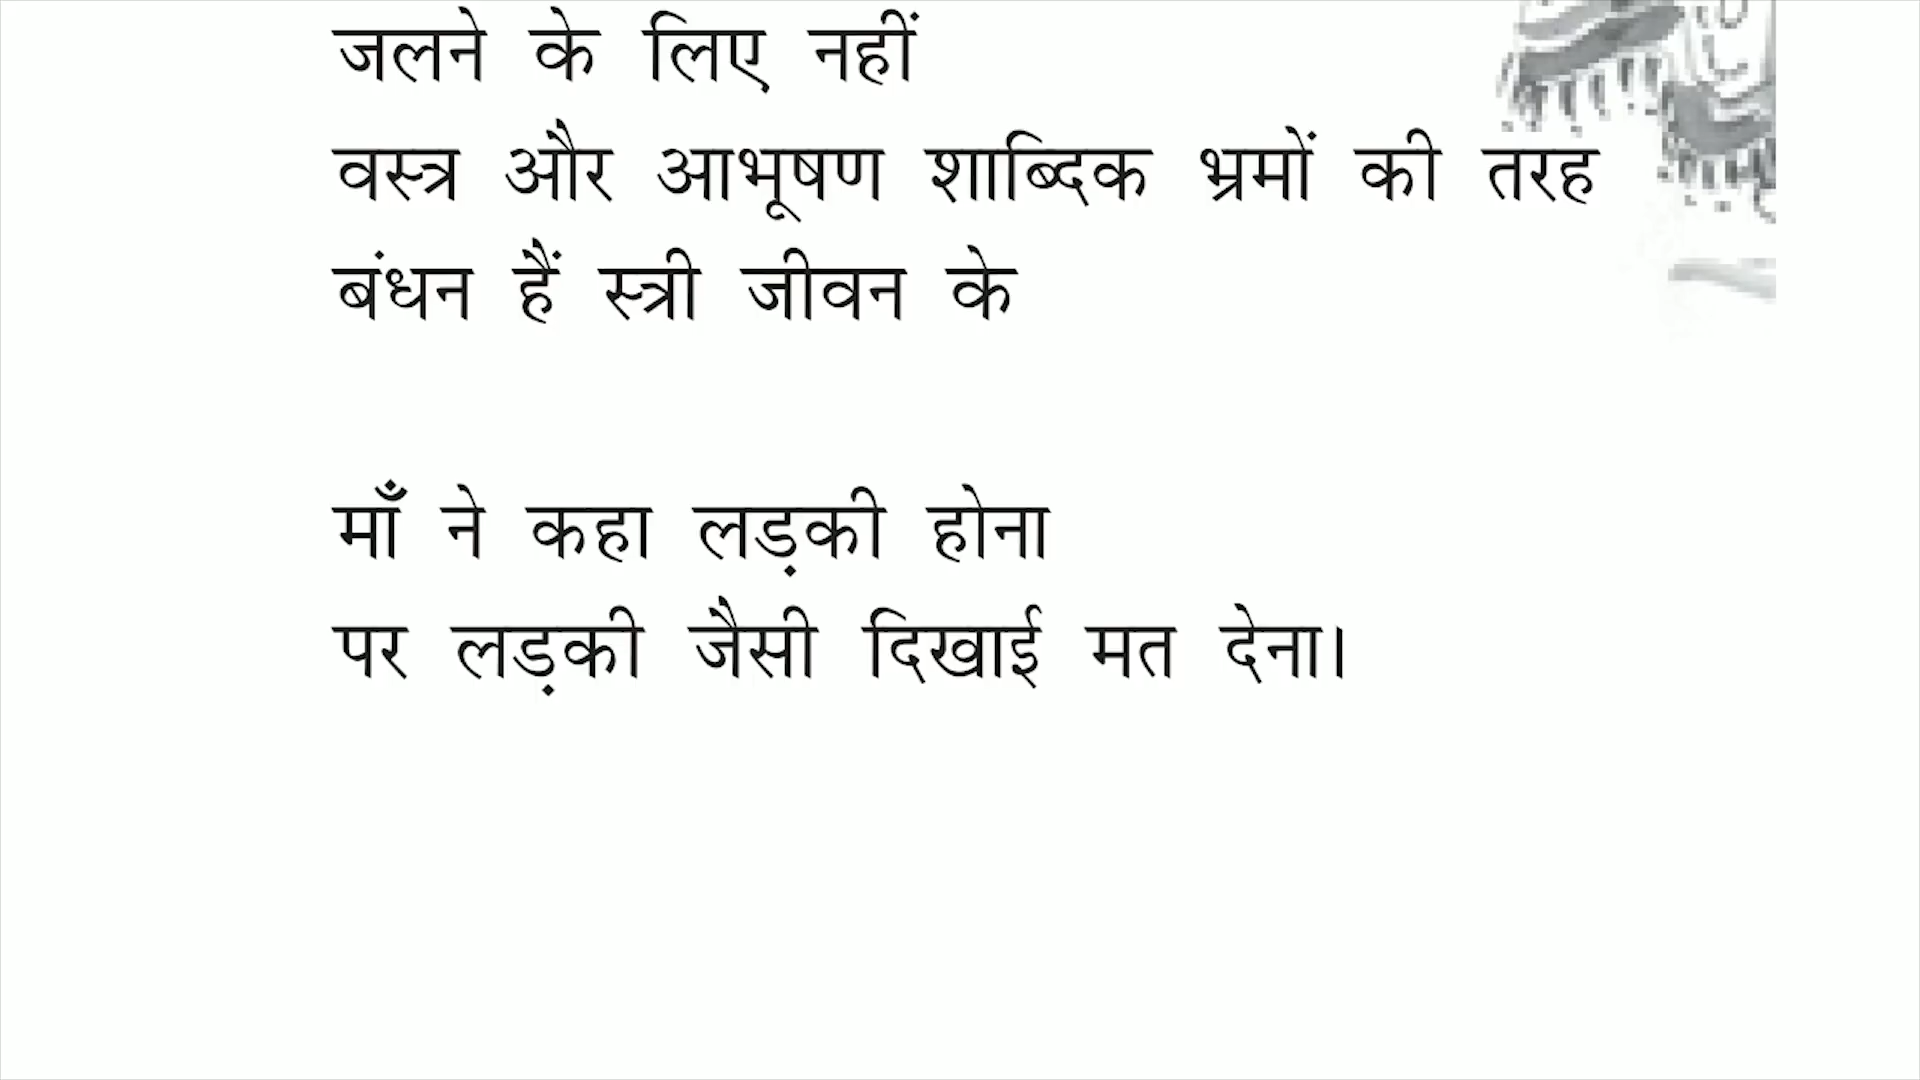 जलने के लिए नहीं
वस्त्र और आभूषण शाब्दिक भ्रमों की तरह
बंधन हैं स्त्री जीवन के
माँ ने कहा लड़की होना
पर लड़की जैसी दिखाई मत देना।